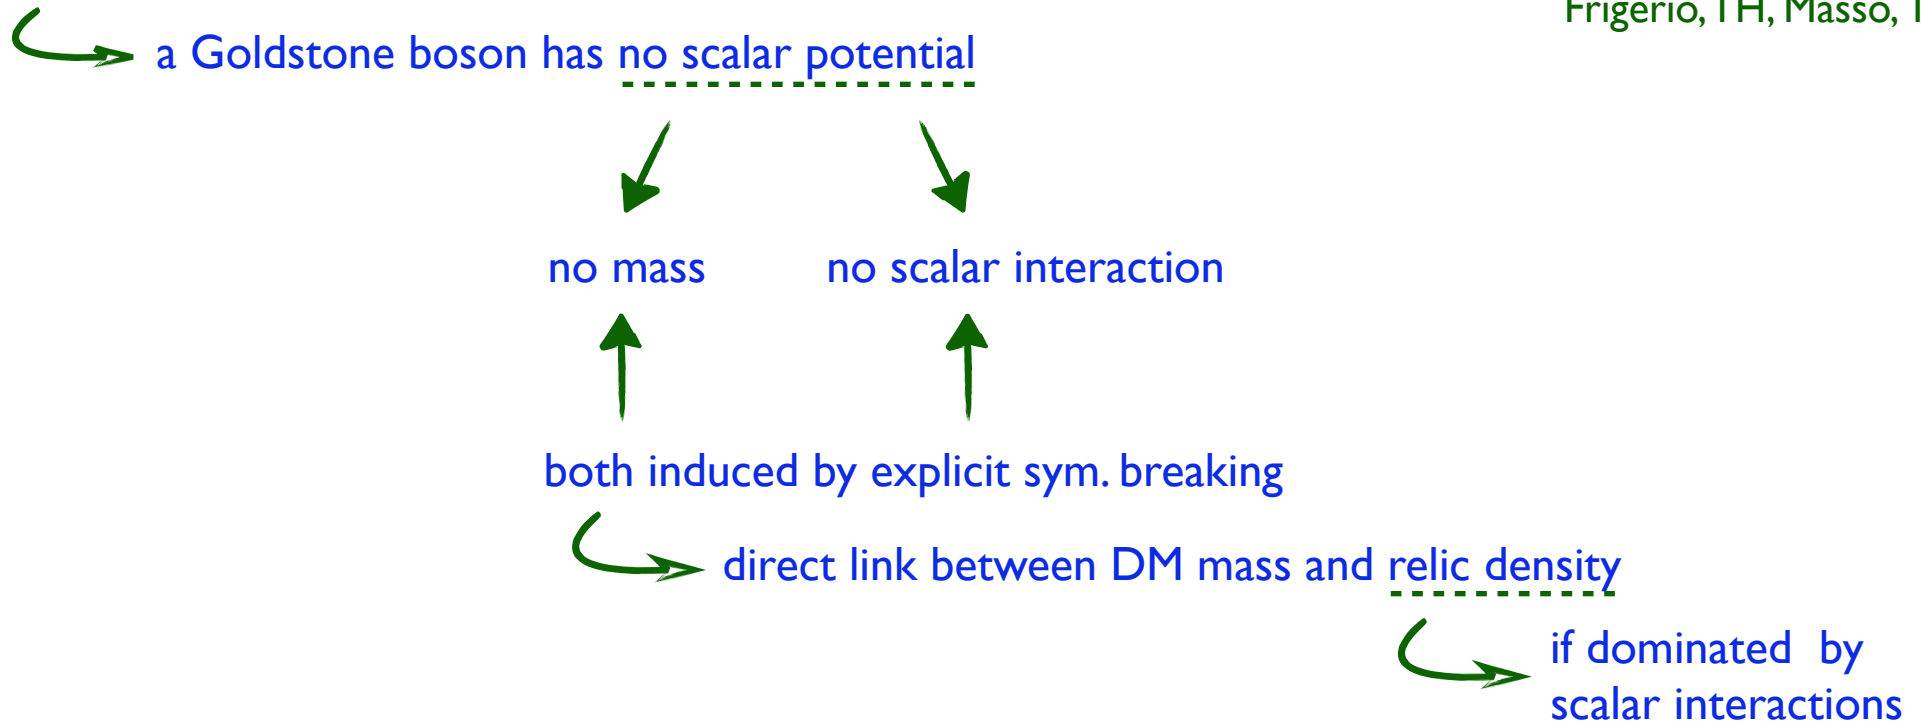 Frigerio, TH, Masso,
a Goldstone boson has no scalar potential
no mass no scalar interaction
both induced by explicit sym. breaking
direct link between DM mass and relic density
if dominated by
scalar interactions